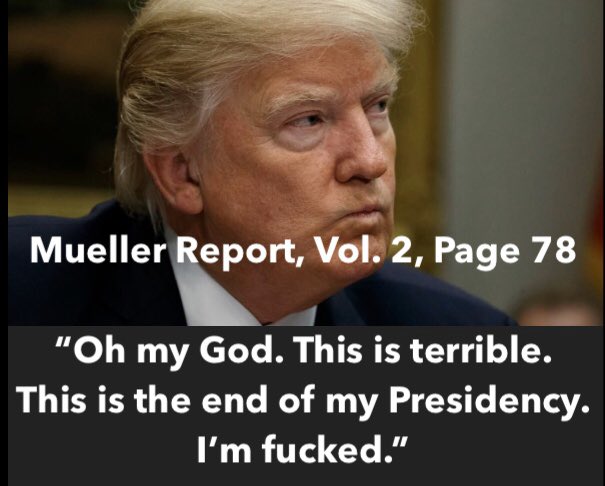 Mueller Report, Vol. 2, Page 78
“Oh my God. This is terrible.
This is the end of my Presidency.
I’m fucked.”